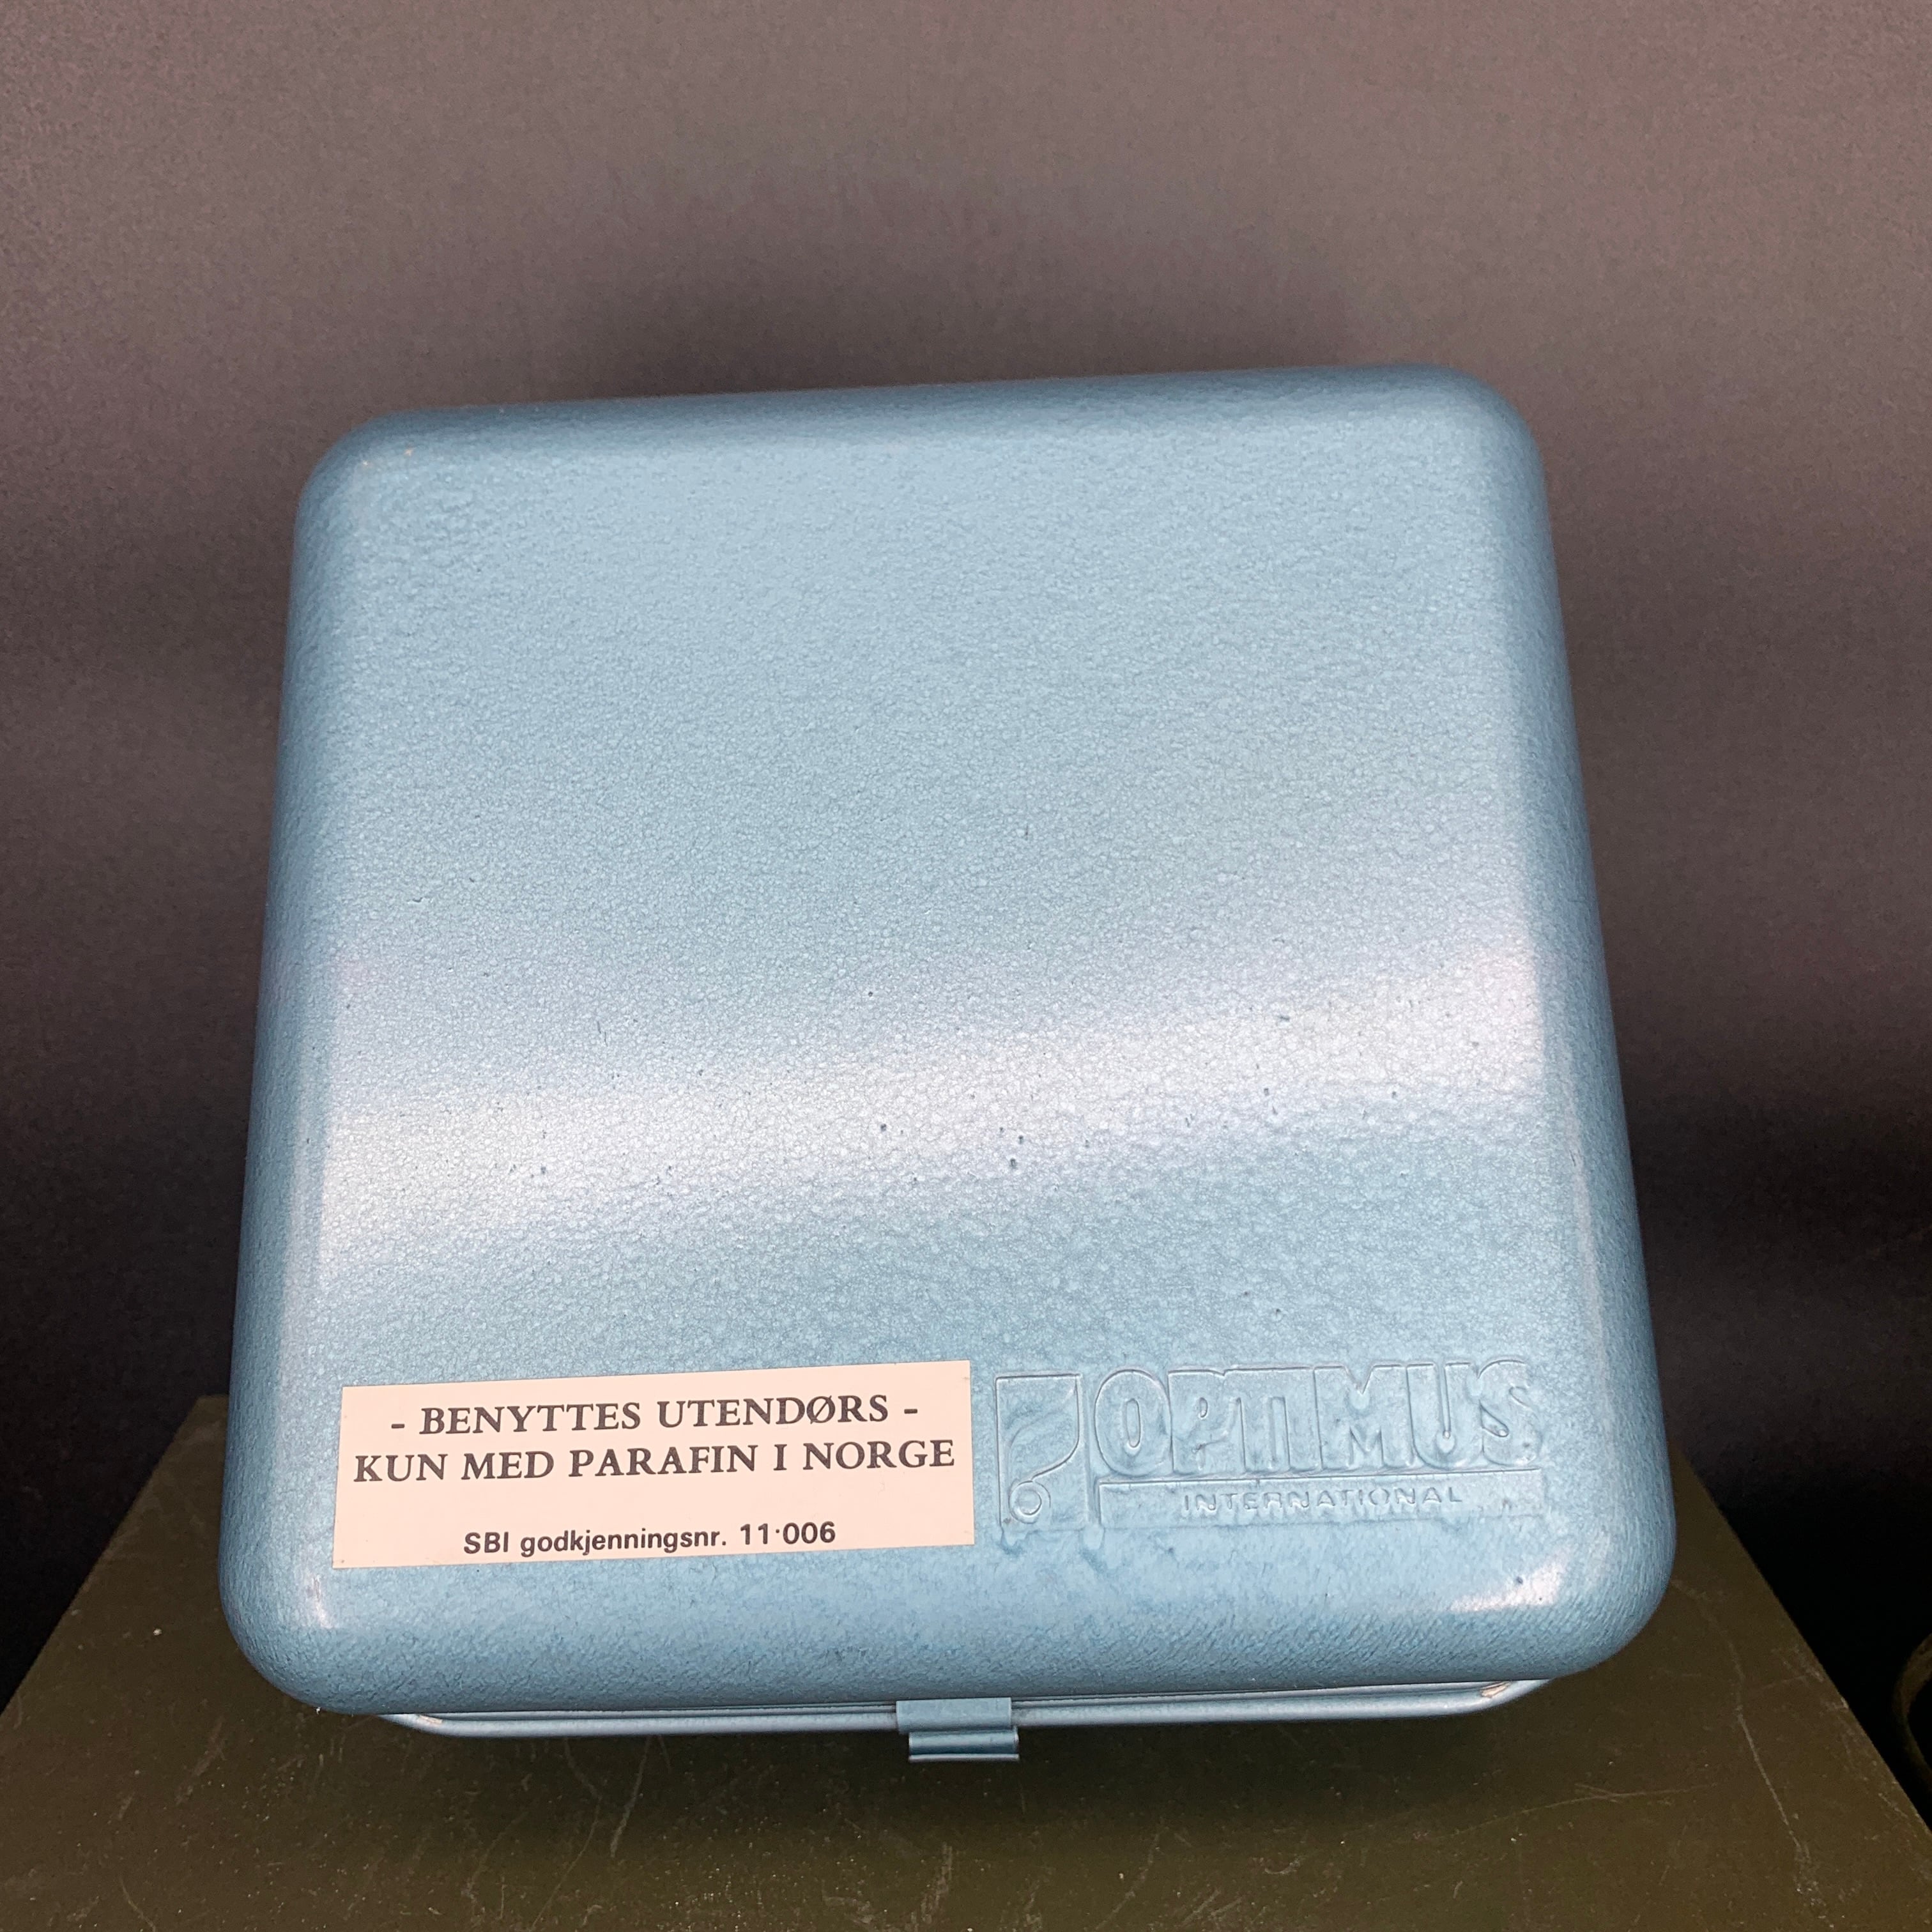 - BENYTTES UTENDØRS -
KUN MED PARAFIN I NORGE
SBI godkjenningsnr. 11·006
OPTIMUS
INTERNATIONAL